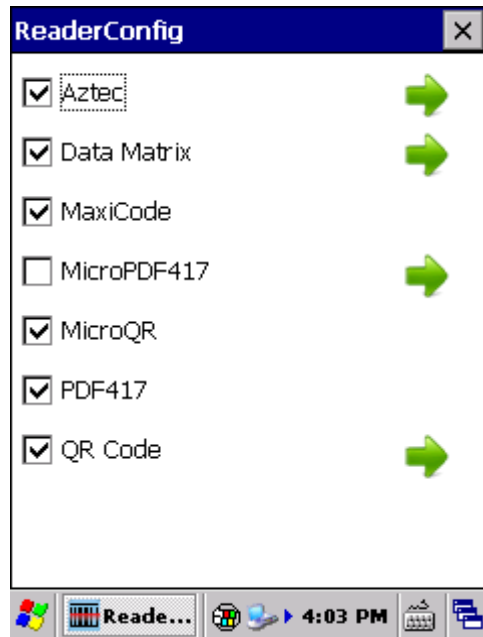 ReaderConfig
Aztec
Data Matrix
MaxiCode
MicroPDF417
MicroQR
PDF417
QR Code
Reade... 4:03 PM